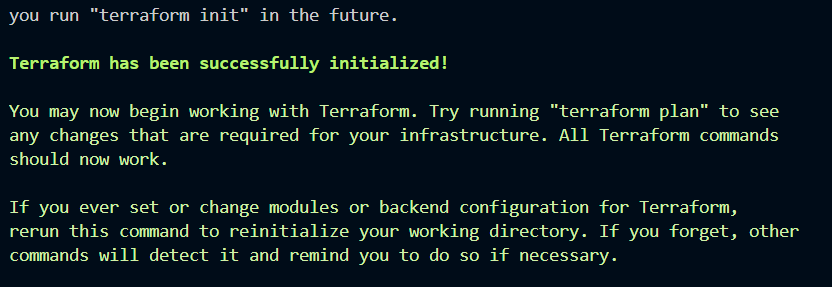 you run "terraform init" in the future.
Terraform has been successfully initialized!
You may now begin working with Terraform. Try running "terraform plan" to see
any changes that are required for your infrastructure. All Terraform commands
should now work.
If you ever set or change modules or backend configuration for Terraform,
rerun this command to reinitialize your working directory. If you forget, other
commands will detect it and remind you to do so if necessary.